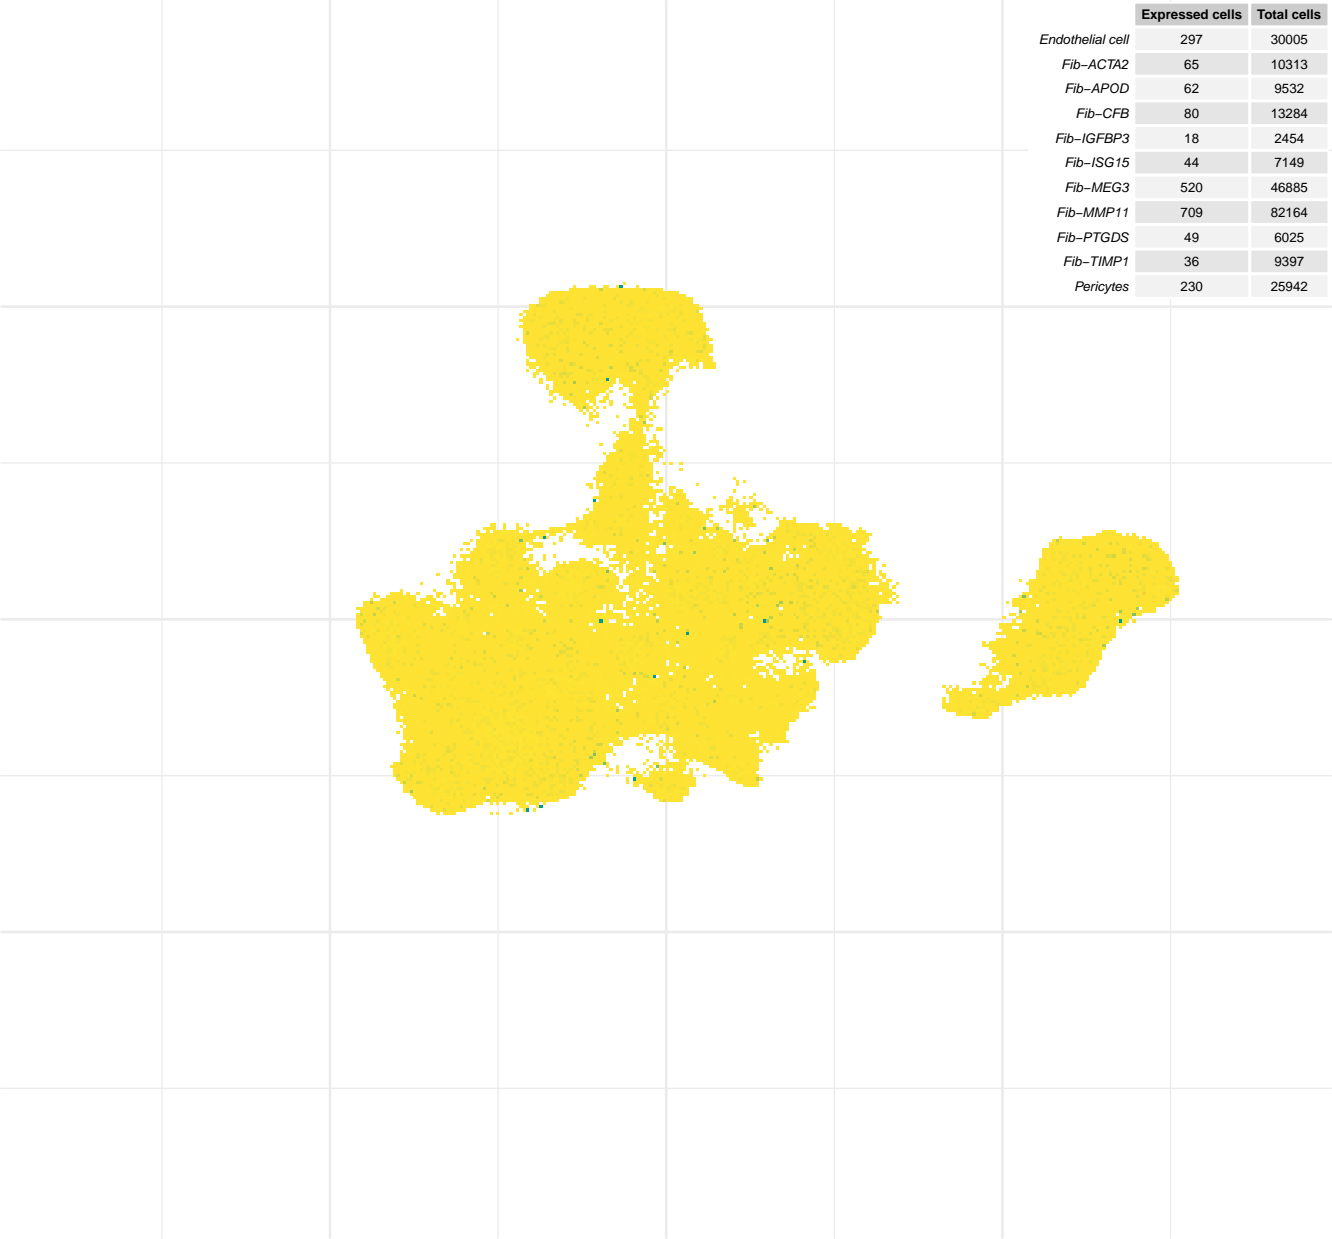 Expressed cells Total cells
Endothelial cell 297 30005
Fib−ACTA2 65 10313
Fib−APOD 62 9532
Fib−CFB 80 13284
Fib−IGFBP3 18 2454
Fib−ISG15 44 7149
Fib−MEG3 520 46885
Fib−MMP11 709 82164
Fib−PTGDS 49 6025
Fib−TIMP1 36 9397
Pericytes 230 25942